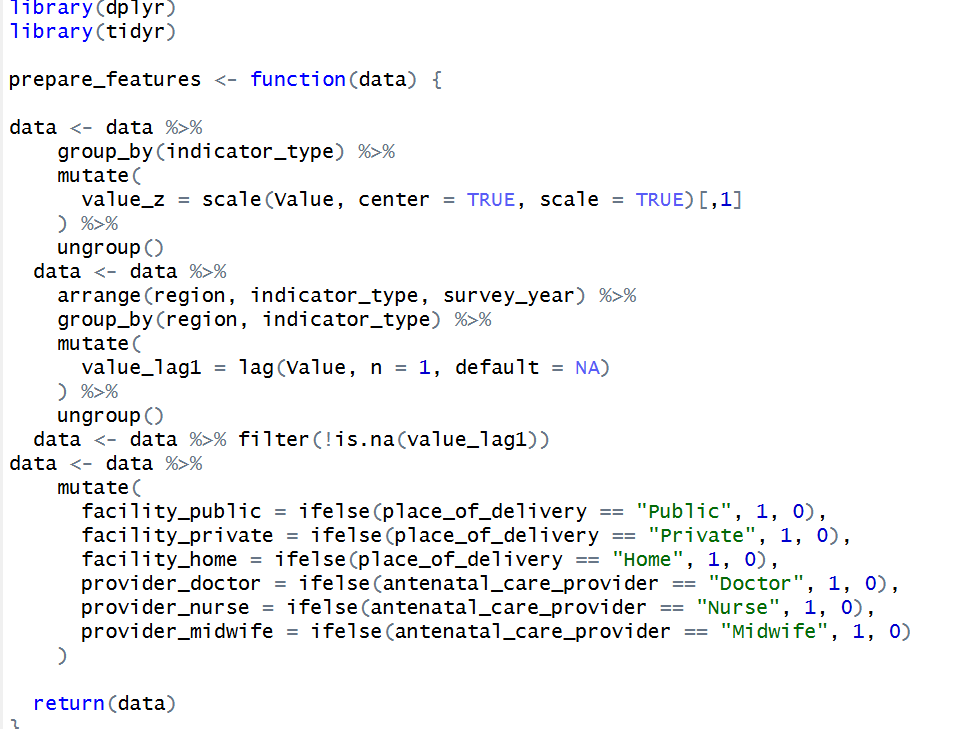 library(dplyr)
library(tidyr)

prepare_features <- function(data) {

data <- data %>%
    group_by(indicator_type) %>%
    mutate(
      value_z = scale(Value, center = TRUE, scale = TRUE)[,1]
    ) %>%
    ungroup()
  data <- data %>%
    arrange(region, indicator_type, survey_year) %>%
    group_by(region, indicator_type) %>%
    mutate(
      value_lag1 = lag(Value, n = 1, default = NA)
    ) %>%
    ungroup()
  data <- data %>% filter(!is.na(value_lag1))
data <- data %>%
    mutate(
      facility_public = ifelse(place_of_delivery == "Public", 1, 0),
      facility_private = ifelse(place_of_delivery == "Private", 1, 0),
      facility_home = ifelse(place_of_delivery == "Home", 1, 0),
      provider_doctor = ifelse(antenatal_care_provider == "Doctor", 1, 0),
      provider_nurse = ifelse(antenatal_care_provider == "Nurse", 1, 0),
      provider_midwife = ifelse(antenatal_care_provider == "Midwife", 1, 0)
    )

  return(data)
}